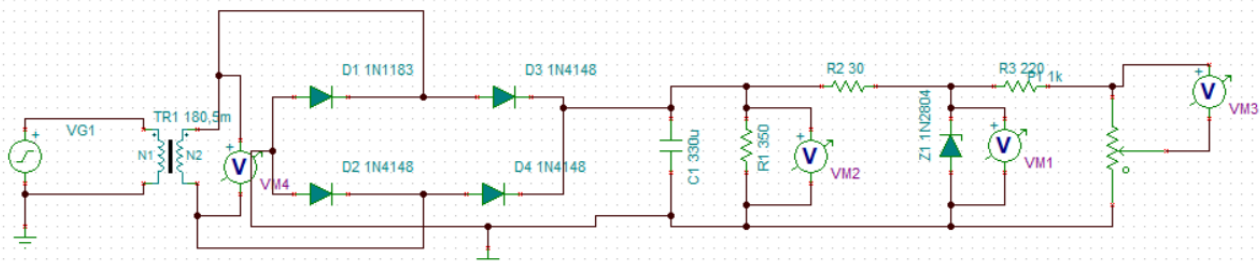 VG1
TR1 180,5m
N1
N2
+
V
VM4
D1 1N1183
D3 1N4148
D2 1N4148
D4 1N4148
C1 330u
R1 350
+
V
VM2
R2 30
Z1 1N2804
+
V
VM1
R3 220
P1 1k
+
V
VM3
+